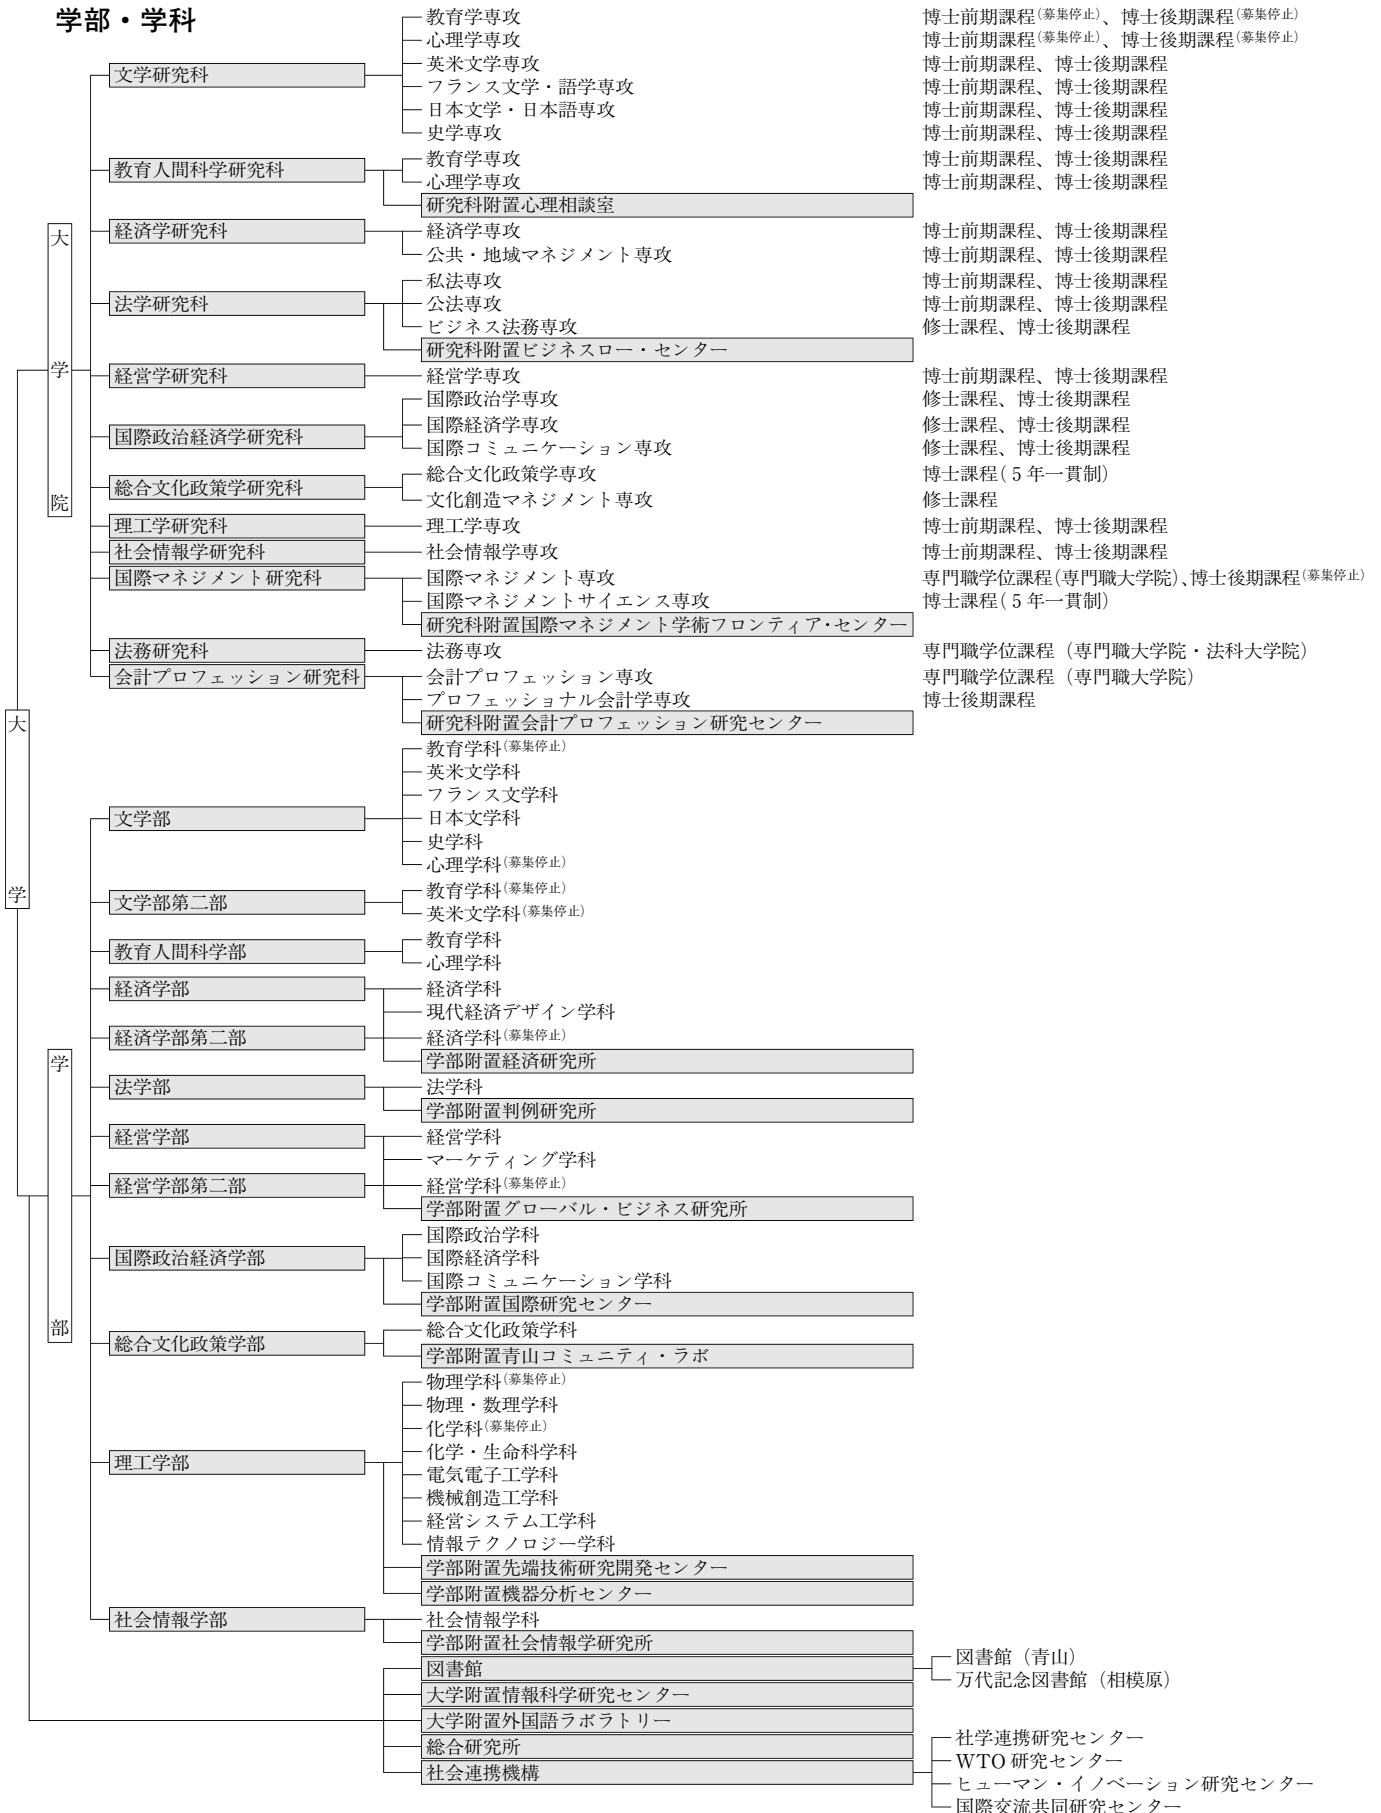 学部・学科
大学
大学院
文学研究科
教育学専攻 博士前期課程(募集停止)、博士後期課程(募集停止)
心理学専攻 博士前期課程(募集停止)、博士後期課程(募集停止)
英米文学専攻 博士前期課程、博士後期課程
フランス文学・語学専攻 博士前期課程、博士後期課程
日本文学・日本語専攻 博士前期課程、博士後期課程
史学専攻 博士前期課程、博士後期課程
教育人間科学研究科
教育学専攻 博士前期課程、博士後期課程
心理学専攻 博士前期課程、博士後期課程
研究科附置心理相談室
経済学研究科
経済学専攻 博士前期課程、博士後期課程
公共・地域マネジメント専攻 博士前期課程、博士後期課程
法学研究科
私法専攻 博士前期課程、博士後期課程
公法専攻 博士前期課程、博士後期課程
ビジネス法務専攻 修士課程、博士後期課程
研究科附置ビジネスロー・センター
経営学研究科
経営学専攻 博士前期課程、博士後期課程
国際政治経済学研究科
国際政治学専攻 修士課程、博士後期課程
国際経済学専攻 修士課程、博士後期課程
国際コミュニケーション専攻 修士課程、博士後期課程
総合文化政策学研究科
総合文化政策学専攻 博士課程(5年一貫制)
文化創造マネジメント専攻 修士課程
理工学研究科
理工学専攻 博士前期課程、博士後期課程
社会情報学研究科
社会情報学専攻 博士前期課程、博士後期課程
国際マネジメント研究科
国際マネジメント専攻 専門職学位課程(専門職大学院)、博士後期課程(募集停止)
国際マネジメントサイエンス専攻 博士課程(5年一貫制)
研究科附置国際マネジメント学術フロンティア・センター
法務研究科
法務専攻 専門職学位課程(専門職大学院・法科大学院)
会計プロフェッション研究科
会計プロフェッション専攻 専門職学位課程(専門職大学院)
プロフェッショナル会計学専攻 博士後期課程
研究科附置会計プロフェッション研究センター
学部
文学部
教育学科(募集停止)
英米文学科
フランス文学科
日本文学科
史学科
心理学科(募集停止)
文学部第二部
教育学科(募集停止)
英米文学科(募集停止)
教育人間科学部
教育学科
心理学科
経済学部
経済学科
現代経済デザイン学科
経済学部第二部
経済学科(募集停止)
学部附置経済研究所
法学部
法学科
学部附置判例研究所
経営学部
経営学科
マーケティング学科
経営学部第二部
経営学科(募集停止)
学部附置グローバル・ビジネス研究所
国際政治経済学部
国際政治学科
国際経済学科
国際コミュニケーション学科
学部附置国際研究センター
総合文化政策学部
総合文化政策学科
学部附置青山コミュニティ・ラボ
理工学部
物理学科(募集停止)
物理・数理学科
化学科(募集停止)
化学・生命科学科
電気電子工学科
機械創造工学科
経営システム工学科
情報テクノロジー学科
学部附置先端技術研究開発センター
学部附置機器分析センター
社会情報学部
社会情報学科
学部附置社会情報学研究所
図書館
図書館(青山)
万代記念図書館(相模原)
大学附置情報科学研究センター
大学附置外国語ラボラトリー
総合研究所
社会連携機構
社学連携研究センター
WTO研究センター
ヒューマン・イノベーション研究センター
国際交流共同研究センター